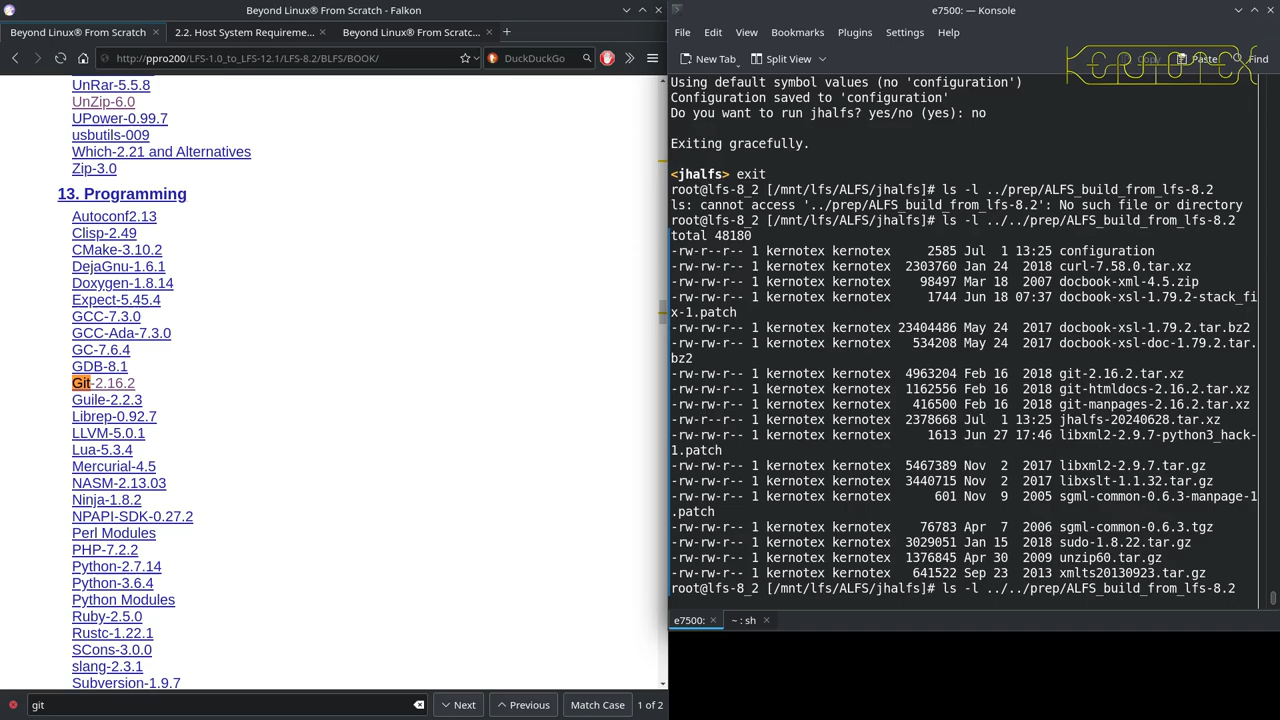 Beyond Linux® From Scratch - Falkon
Beyond Linux® From Scratch
2.2. Host System Requireme...
Beyond Linux® From Scratc...
http://ppro200/LFS-1.0_to_LFS-12.1/LFS-8.2/BLFS/BOOK/
DuckDuckGo
UnRar-5.5.8
UnZip-6.0
UPower-0.99.7
usbutils-009
Which-2.21 and Alternatives
Zip-3.0
13. Programming
Autoconf2.13
Clisp-2.49
CMake-3.10.2
DejaGnu-1.6.1
Doxygen-1.8.14
Expect-5.45.4
GCC-7.3.0
GCC-Ada-7.3.0
GC-7.6.4
GDB-8.1
Git-2.16.2
Guile-2.2.3
Librep-0.92.7
LLVM-5.0.1
Lua-5.3.4
Mercurial-4.5
NASM-2.13.03
Ninja-1.8.2
NPAPI-SDK-0.27.2
Perl Modules
PHP-7.2.2
Python-2.7.14
Python-3.6.4
Python Modules
Ruby-2.5.0
Rustc-1.22.1
SCons-3.0.0
slang-2.3.1
Subversion-1.9.7
git
Next
Previous
Match Case
1 of 2
e7500: — Konsole
File Edit View Bookmarks Plugins Settings Help
New Tab
Split View
Copy
Paste
Find
KERNOTEX
Using default symbol values (no 'configuration')
Configuration saved to 'configuration'
Do you want to run jhalfs? yes/no (yes): no
Exiting gracefully.
<jhalfs> exit
root@lfs-8_2 [/mnt/lfs/ALFS/jhalfs]# ls -l ../prep/ALFS_build_from_lfs-8.2
ls: cannot access '../prep/ALFS_build_from_lfs-8.2': No such file or directory
root@lfs-8_2 [/mnt/lfs/ALFS/jhalfs]# ls -l ../../prep/ALFS_build_from_lfs-8.2
total 48180
-rw-r--r-- 1 kernotex kernotex 2585 Jul 1 13:25 configuration
-rw-rw-r-- 1 kernotex kernotex 2303760 Jan 24 2018 curl-7.58.0.tar.xz
-rw-rw-r-- 1 kernotex kernotex 98497 Mar 18 2007 docbook-xml-4.5.zip
-rw-rw-r-- 1 kernotex kernotex 1744 Jun 18 07:37 docbook-xsl-1.79.2-stack_fi
x-1.patch
-rw-rw-r-- 1 kernotex kernotex 23404486 May 24 2017 docbook-xsl-1.79.2.tar.bz2
-rw-rw-r-- 1 kernotex kernotex 534208 May 24 2017 docbook-xsl-doc-1.79.2.tar.
bz2
-rw-rw-r-- 1 kernotex kernotex 4963204 Feb 16 2018 git-2.16.2.tar.xz
-rw-rw-r-- 1 kernotex kernotex 1162556 Feb 16 2018 git-htmldocs-2.16.2.tar.xz
-rw-rw-r-- 1 kernotex kernotex 416500 Feb 16 2018 git-manpages-2.16.2.tar.xz
-rw-rw-r-- 1 kernotex kernotex 2378668 Jul 1 13:25 jhalfs-20240628.tar.xz
-rw-rw-r-- 1 kernotex kernotex 1613 Jun 27 17:46 libxml2-2.9.7-python3_hack-
1.patch
-rw-rw-r-- 1 kernotex kernotex 5467389 Nov 2 2017 libxml2-2.9.7.tar.gz
-rw-rw-r-- 1 kernotex kernotex 3440715 Nov 2 2017 libxslt-1.1.32.tar.gz
-rw-rw-r-- 1 kernotex kernotex 601 Nov 9 2005 sgml-common-0.6.3-manpage-1
.patch
-rw-rw-r-- 1 kernotex kernotex 76783 Apr 7 2006 sgml-common-0.6.3.tgz
-rw-rw-r-- 1 kernotex kernotex 3029051 Jan 15 2018 sudo-1.8.22.tar.gz
-rw-rw-r-- 1 kernotex kernotex 1376845 Apr 30 2009 unzip60.tar.gz
-rw-rw-r-- 1 kernotex kernotex 641522 Sep 23 2013 xmlts20130923.tar.gz
root@lfs-8_2 [/mnt/lfs/ALFS/jhalfs]# ls -l ../../prep/ALFS_build_from_lfs-8.2
e7500:
~ : sh